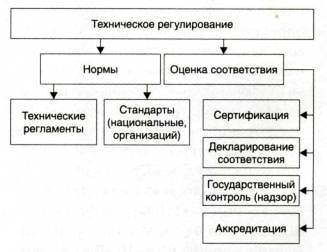 Техническое регулирование
Нормы
Оценка соответствия
Технические
регламенты
Стандарты
(национальные,
организаций)
Сертификация
Декларирование
соответствия
Государственный
контроль (надзор)
Аккредитация